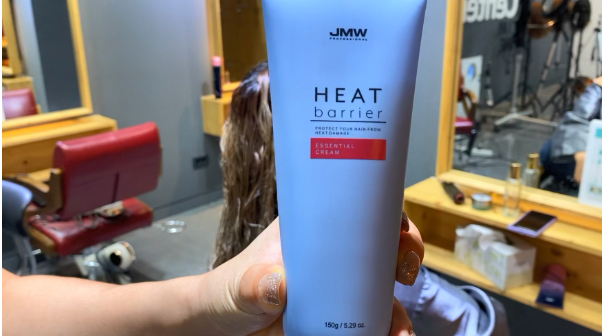 JMW
PROFESSIONAL
HEAT
barrier
PROTECT YOUR HAIR FROM
HEAT DAMAGE
ESSENTIAL
CREAM
150g / 5.29 oz.